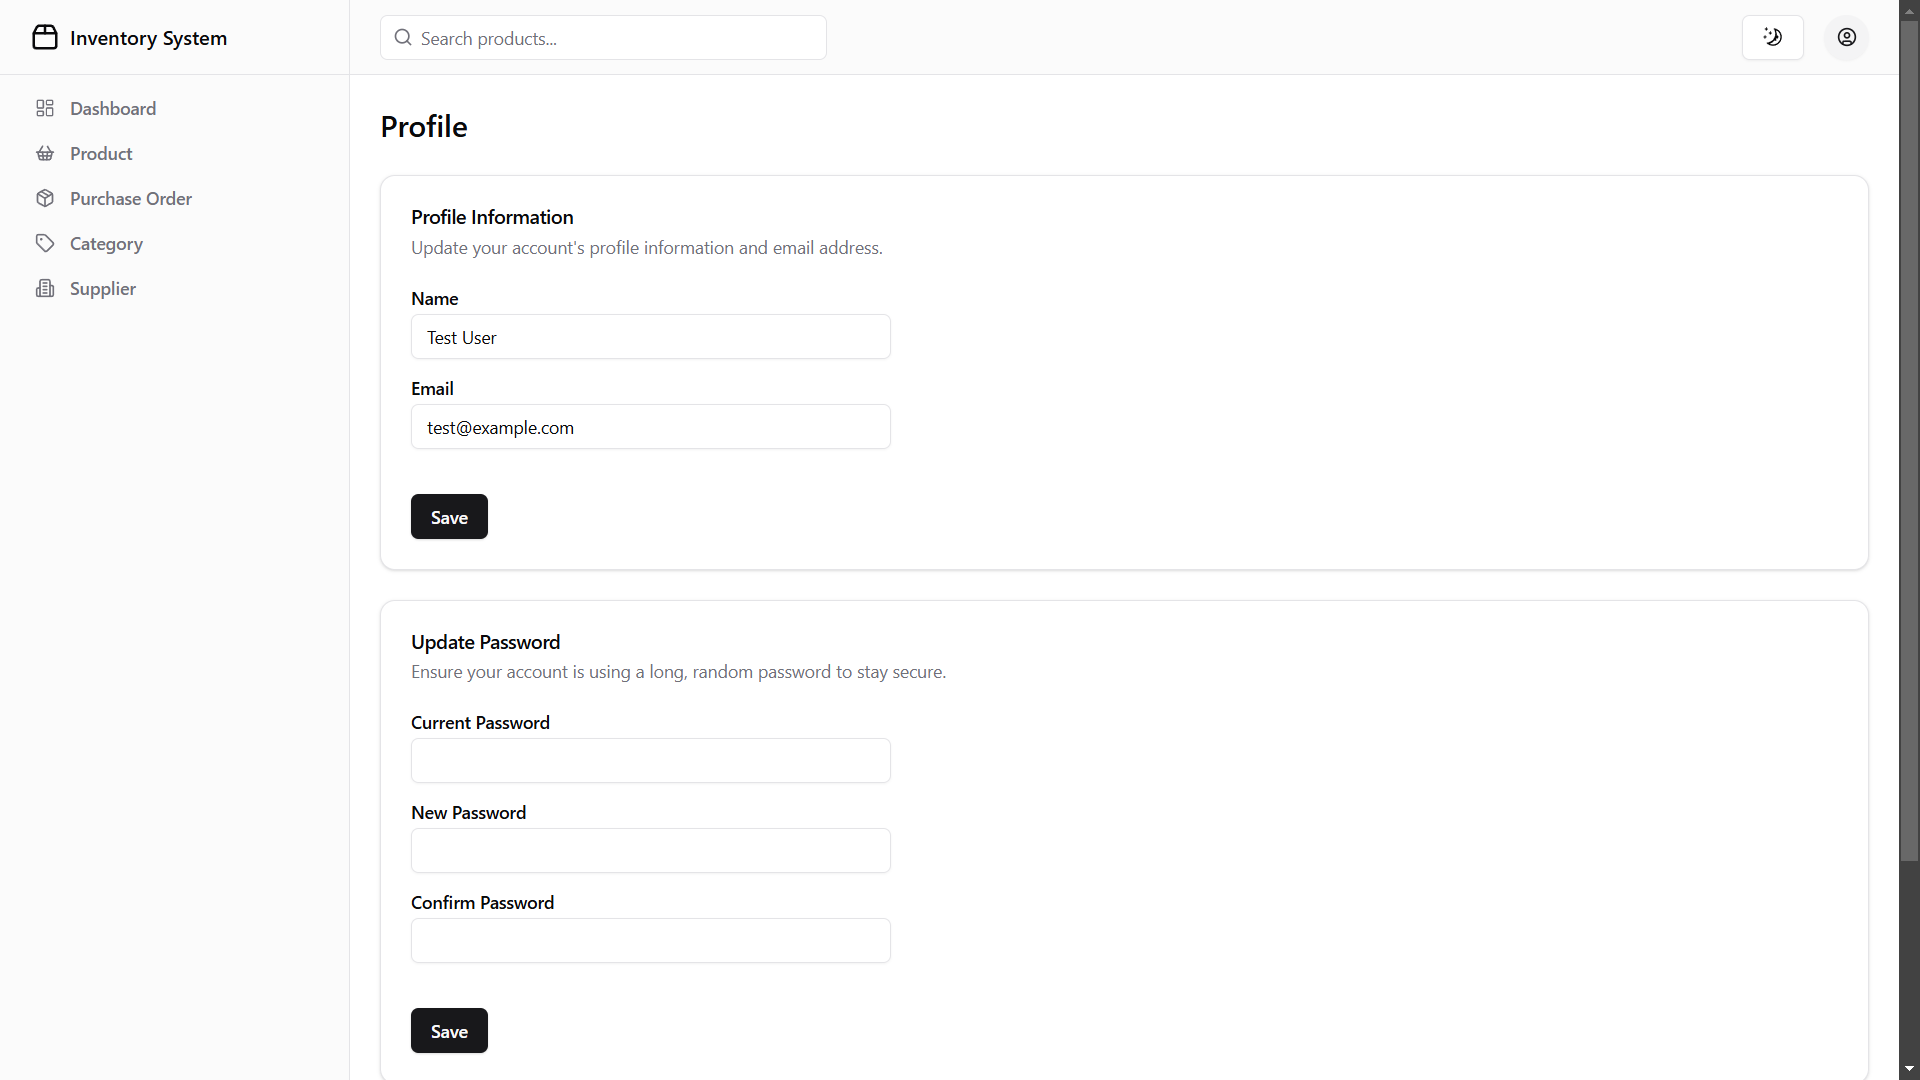 Inventory System
Search products...
Dashboard
Product
Purchase Order
Category
Supplier
Profile
Profile Information
Update your account's profile information and email address.
Name
Test User
Email
test@example.com
Save
Update Password
Ensure your account is using a long, random password to stay secure.
Current Password
New Password
Confirm Password
Save